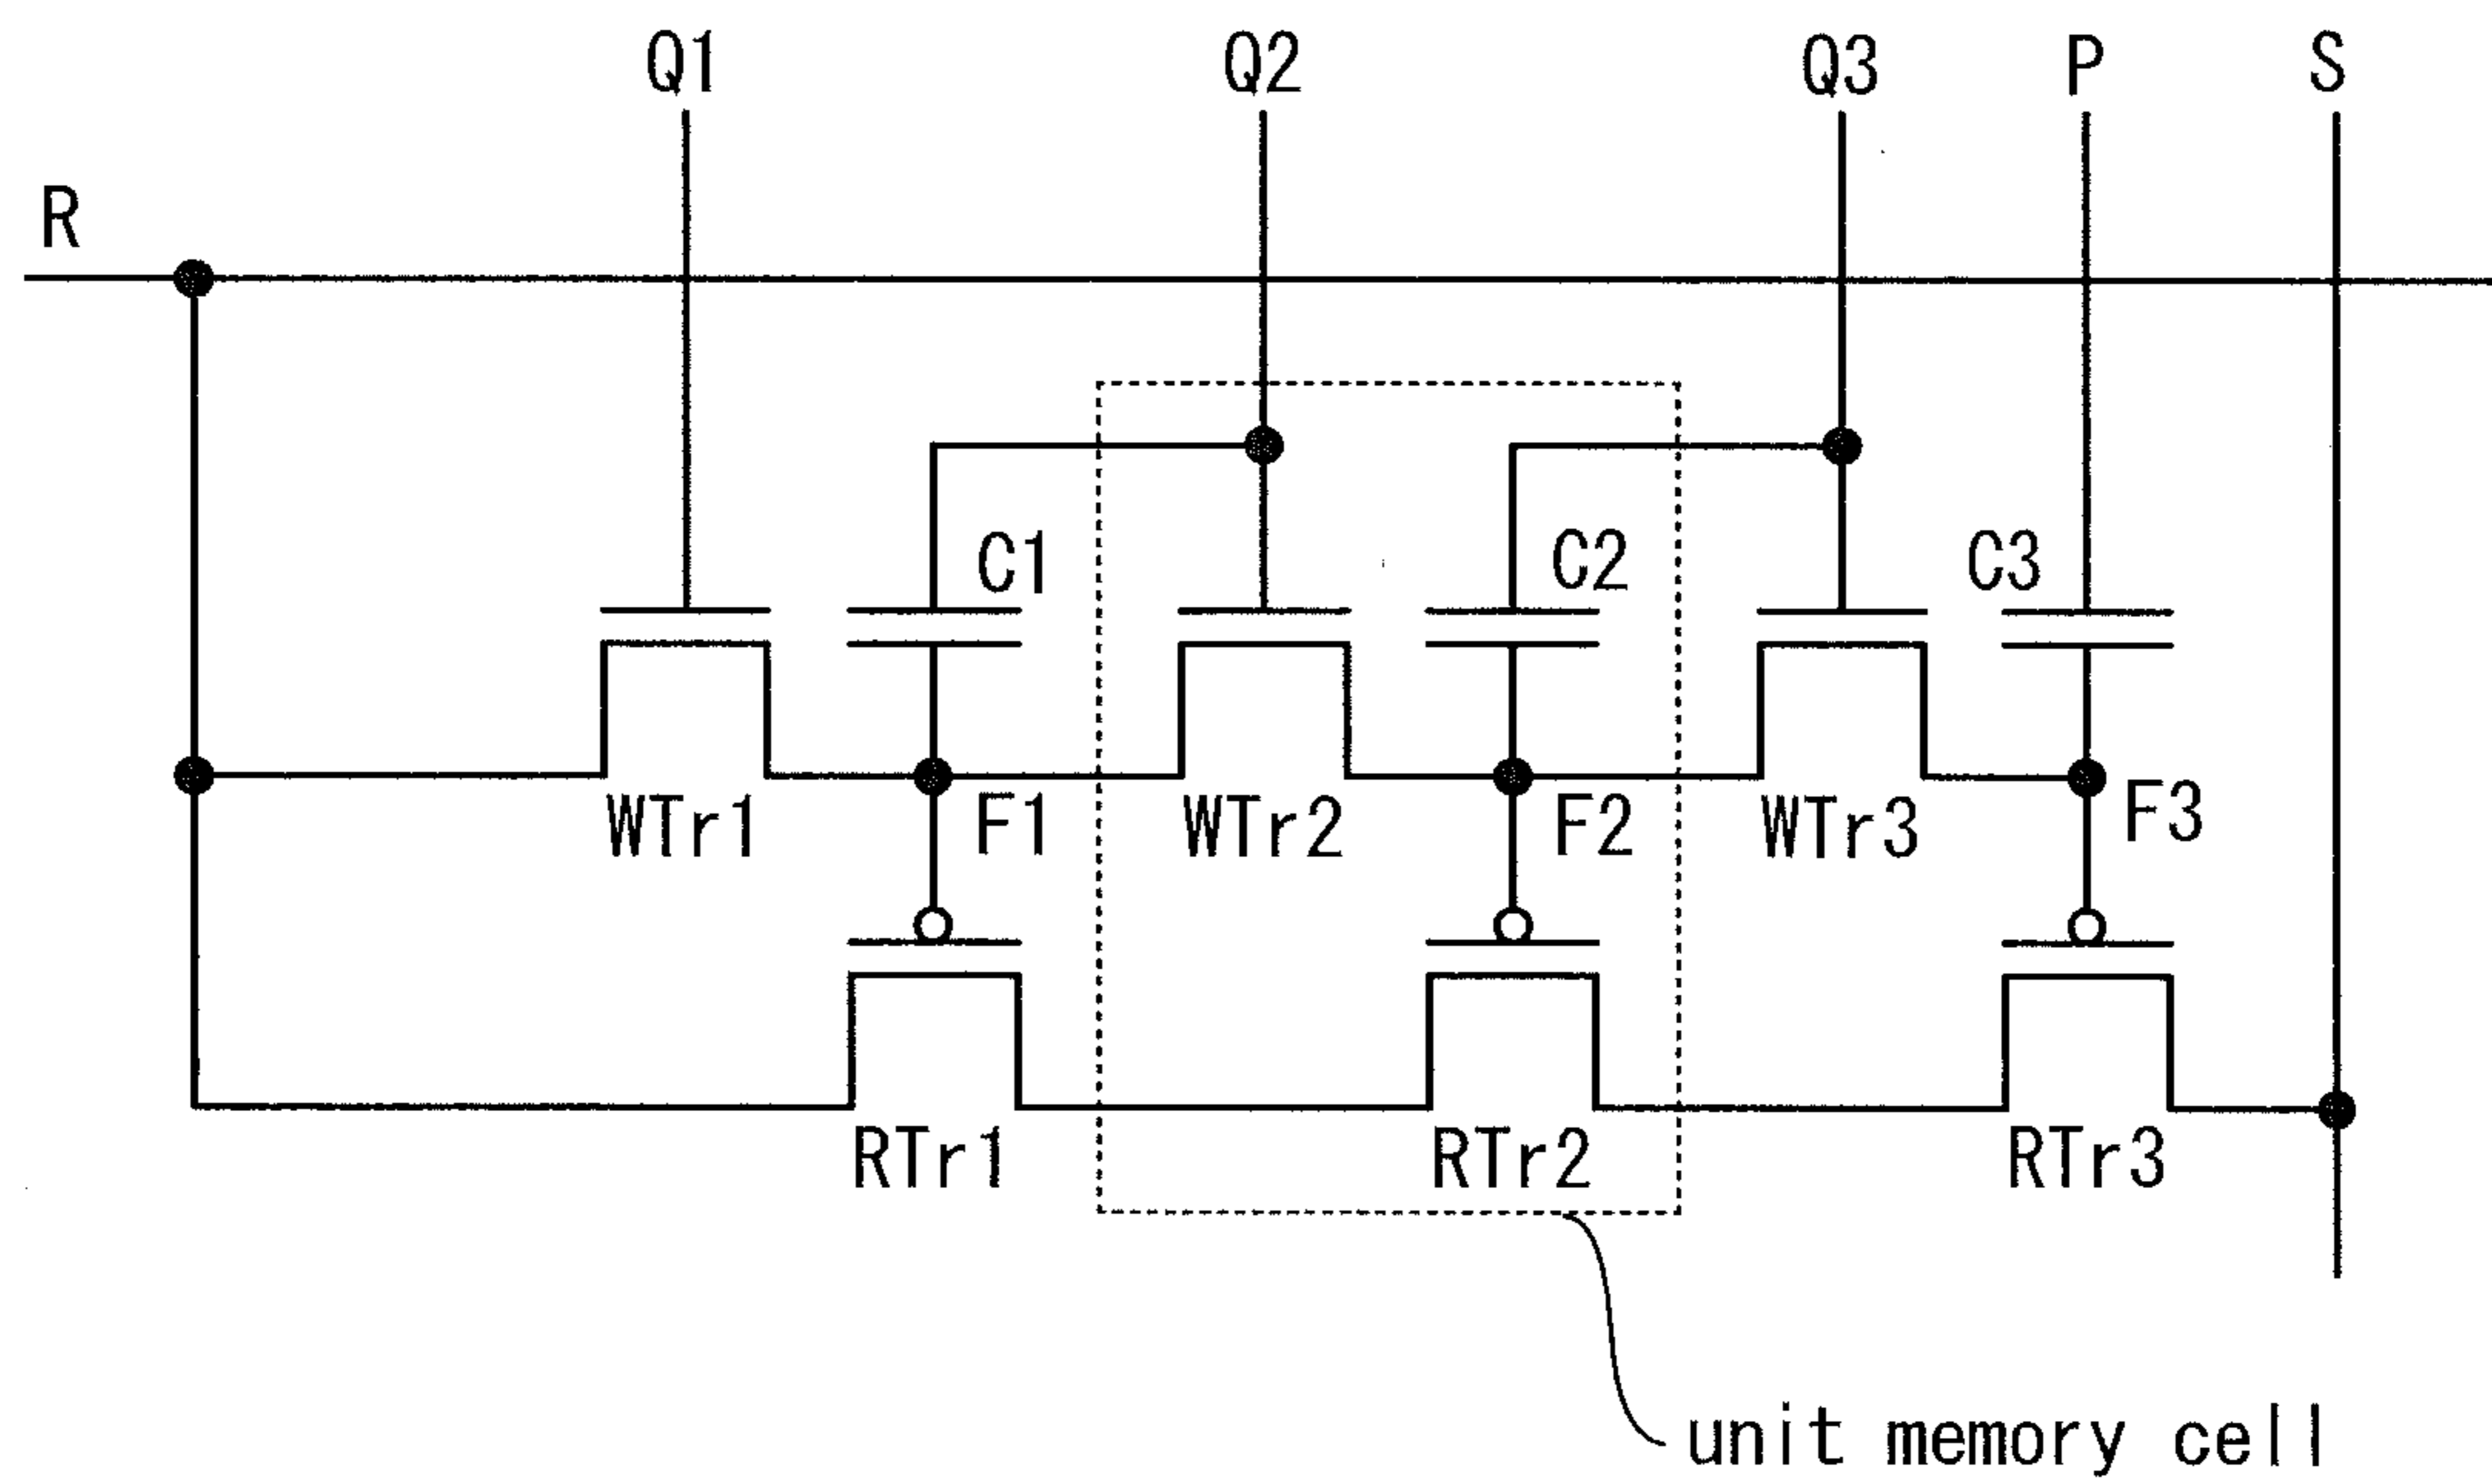 Q1 Q2 Q3 P S
R
C1 C2 C3
WTr1 F1 WTr2 F2 WTr3 F3
RTr1 RTr2 RTr3
unit memory cell